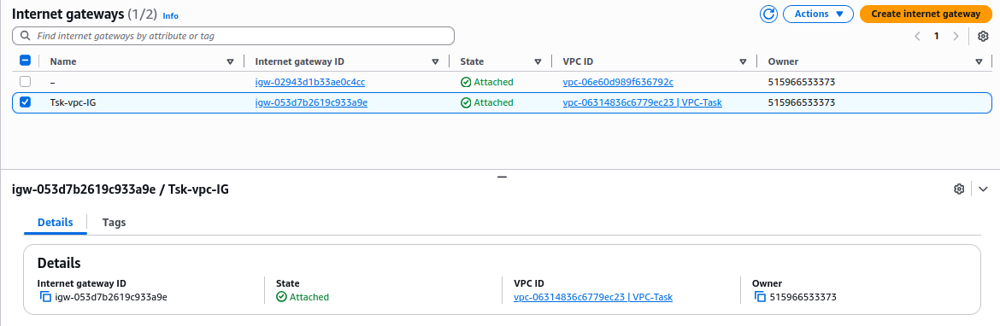 Internet gateways (1/2) Info
Actions
Create internet gateway
Find internet gateways by attribute or tag
1
Name Internet gateway ID State VPC ID Owner
– igw-02943d1b33ae0c4cc Attached vpc-06e60d989f636792c 515966533373
Tsk-vpc-IG igw-053d7b2619c933a9e Attached vpc-06314836c6779ec23 | VPC-Task 515966533373
igw-053d7b2619c933a9e / Tsk-vpc-IG
Details Tags
Details
Internet gateway ID State VPC ID Owner
igw-053d7b2619c933a9e Attached vpc-06314836c6779ec23 | VPC-Task 515966533373